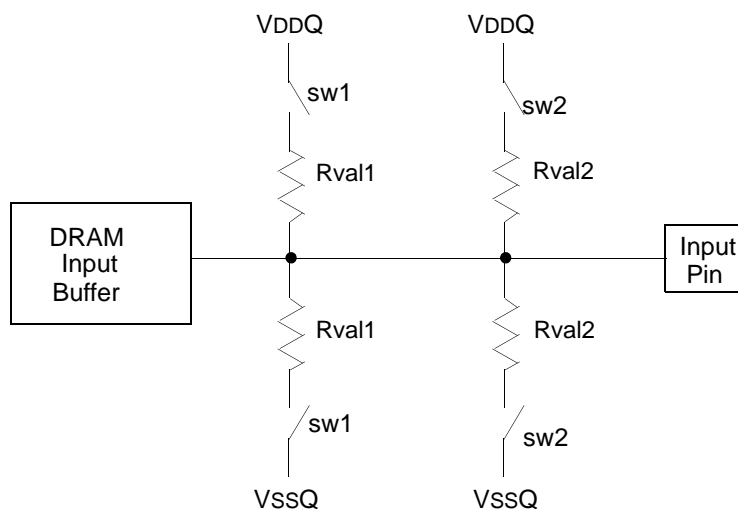 VDDQ VDDQ
sw1 sw2
Rval1 Rval2
DRAM
Input
Buffer
Input
Pin
Rval1 Rval2
sw1 sw2
VSSQ VSSQ